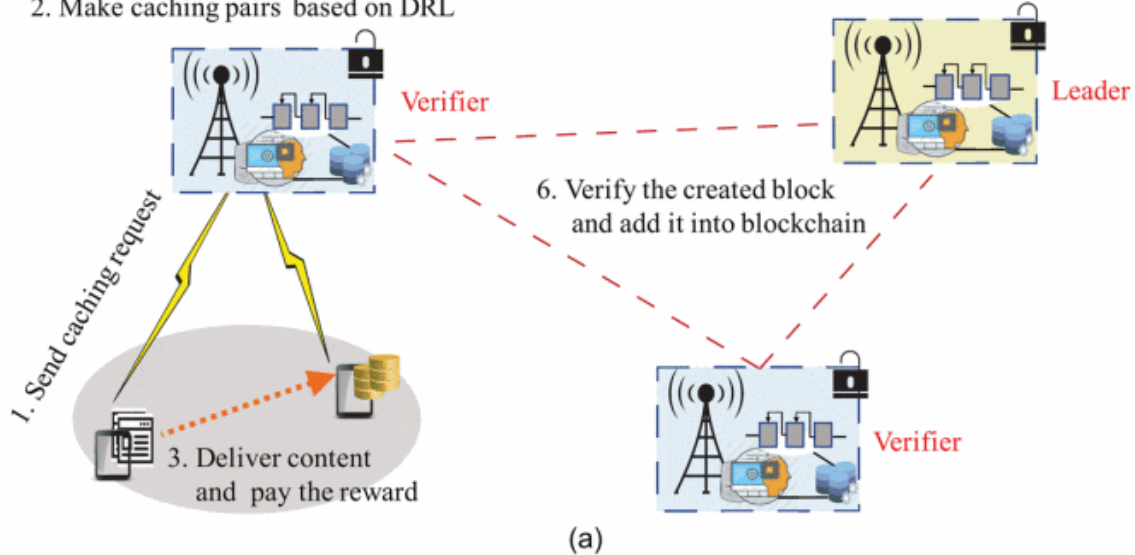 2. Make caching pairs based on DRL
Verifier
Leader
6. Verify the created block
and add it into blockchain
1. Send caching request
3. Deliver content
and pay the reward
Verifier
(a)